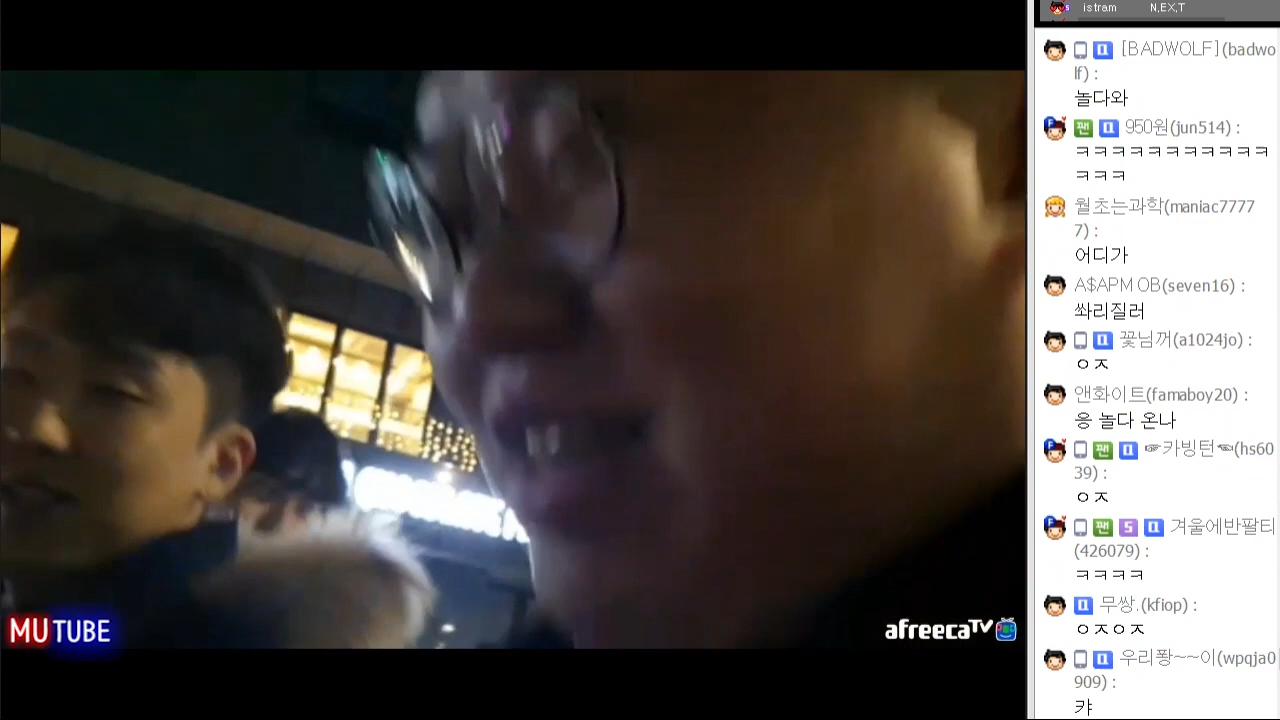 istram N,EX,T
[BADWOLF](badwo
lf) :
놀다와
팬 950원(jun514) :
ㅋㅋㅋㅋㅋㅋㅋㅋㅋㅋㅋ
ㅋㅋㅋ
월초는과학(maniac7777
7) :
어디가
A$APM OB(seven16) :
쏴리질러
꽃님꺼(a1024jo) :
ㅇㅈ
앤화이트(famaboy20) :
응 놀다 온나
팬 ☞카빙턴☜(hs60
39) :
ㅇㅈ
팬 S 겨울에반팔티
(426079) :
ㅋㅋㅋㅋ
무쌍.(kfiop) :
ㅇㅈㅇㅈ
우리쫭~~이(wpqja0
909) :
캬
MUTUBE
afreecaTV